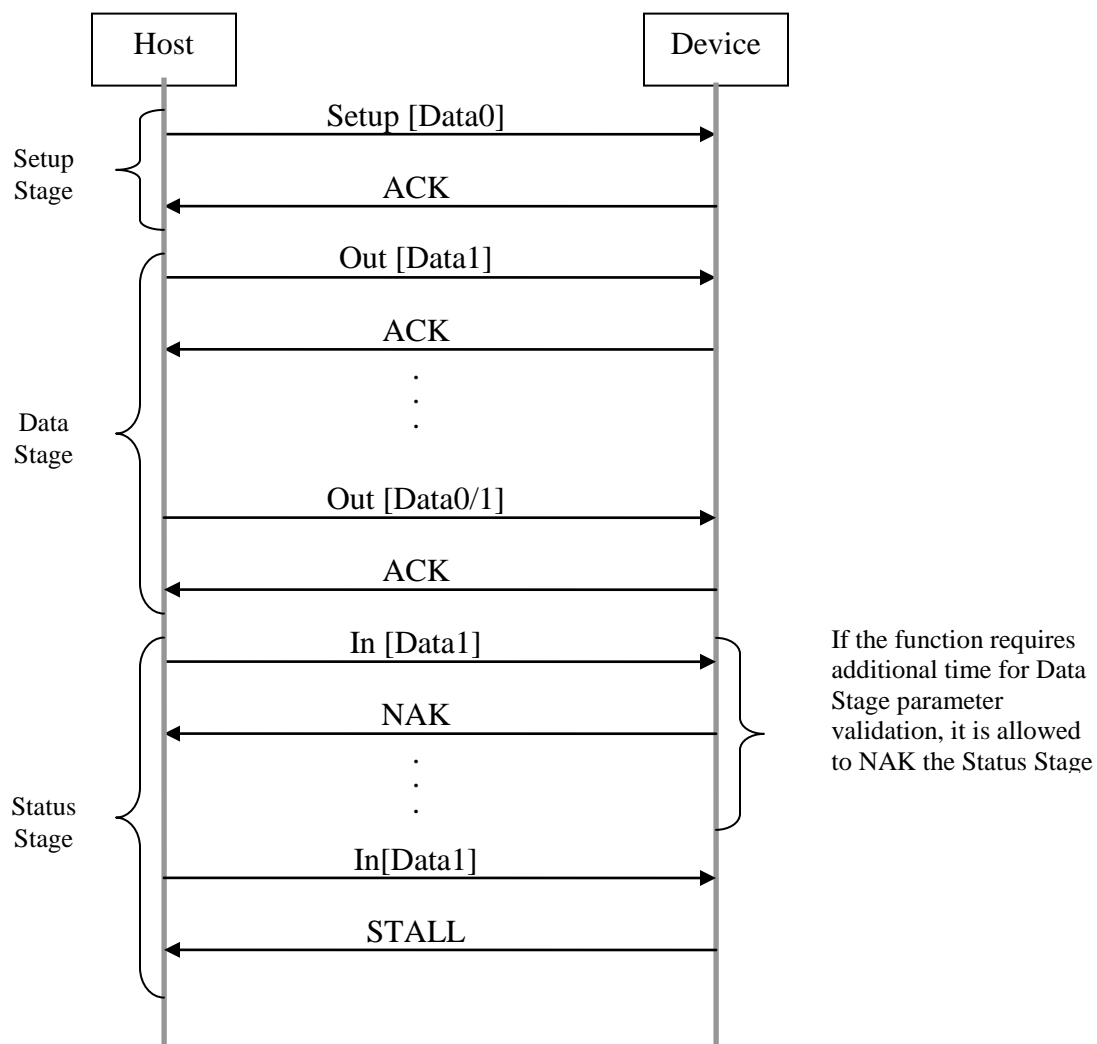 Host
Device
Setup [Data0]
Setup
Stage
ACK
Out [Data1]
ACK
Data
Stage
Out [Data0/1]
ACK
In [Data1]
If the function requires
additional time for Data
Stage parameter
validation, it is allowed
to NAK the Status Stage
NAK
Status
Stage
In[Data1]
STALL